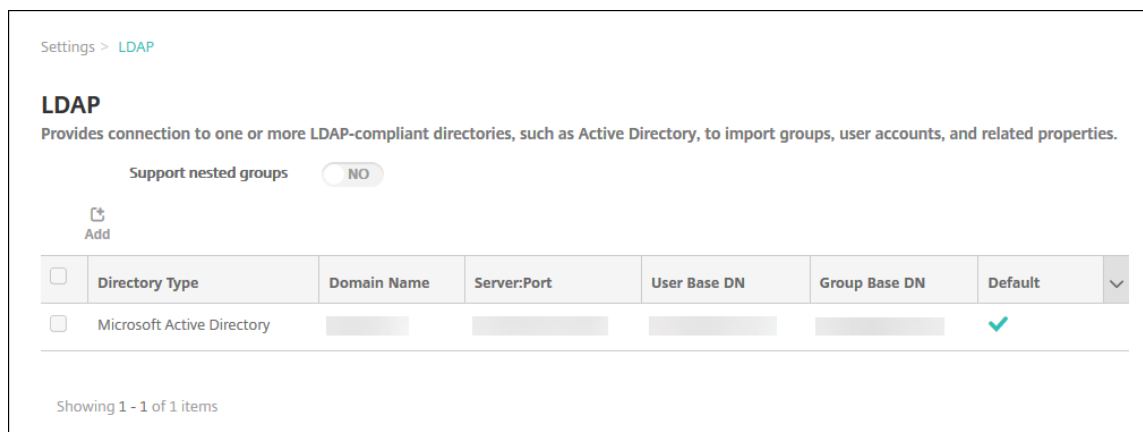 Settings > LDAP
LDAP
Provides connection to one or more LDAP-compliant directories, such as Active Directory, to import groups, user accounts, and related properties.
Support nested groups NO
Add
Directory Type Domain Name Server:Port User Base DN Group Base DN Default
Microsoft Active Directory
Showing 1 - 1 of 1 items